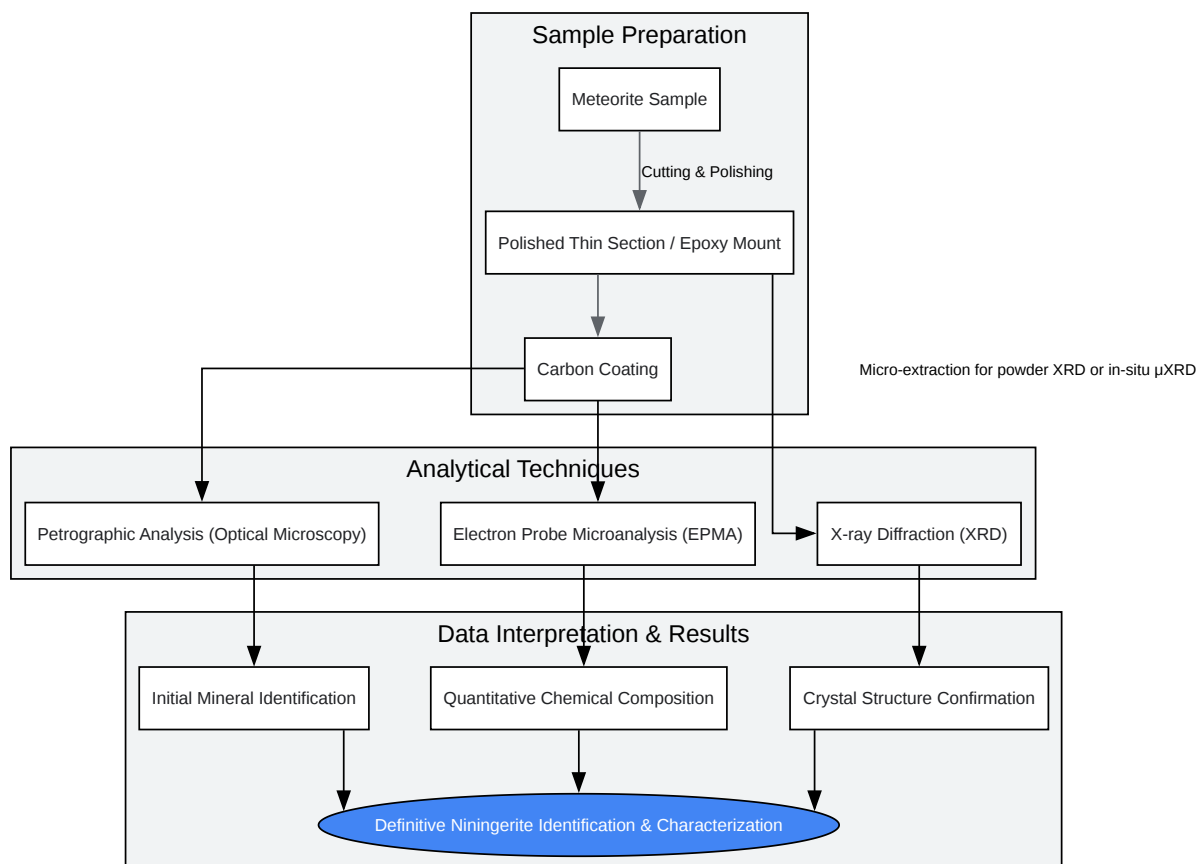 Sample Preparation
Meteorite Sample
Cutting & Polishing
Polished Thin Section / Epoxy Mount
Carbon Coating
Micro-extraction for powder XRD or in-situ μXRD
Analytical Techniques
Petrographic Analysis (Optical Microscopy)
Electron Probe Microanalysis (EPMA)
X-ray Diffraction (XRD)
Data Interpretation & Results
Initial Mineral Identification
Quantitative Chemical Composition
Crystal Structure Confirmation
Definitive Niningerite Identification & Characterization